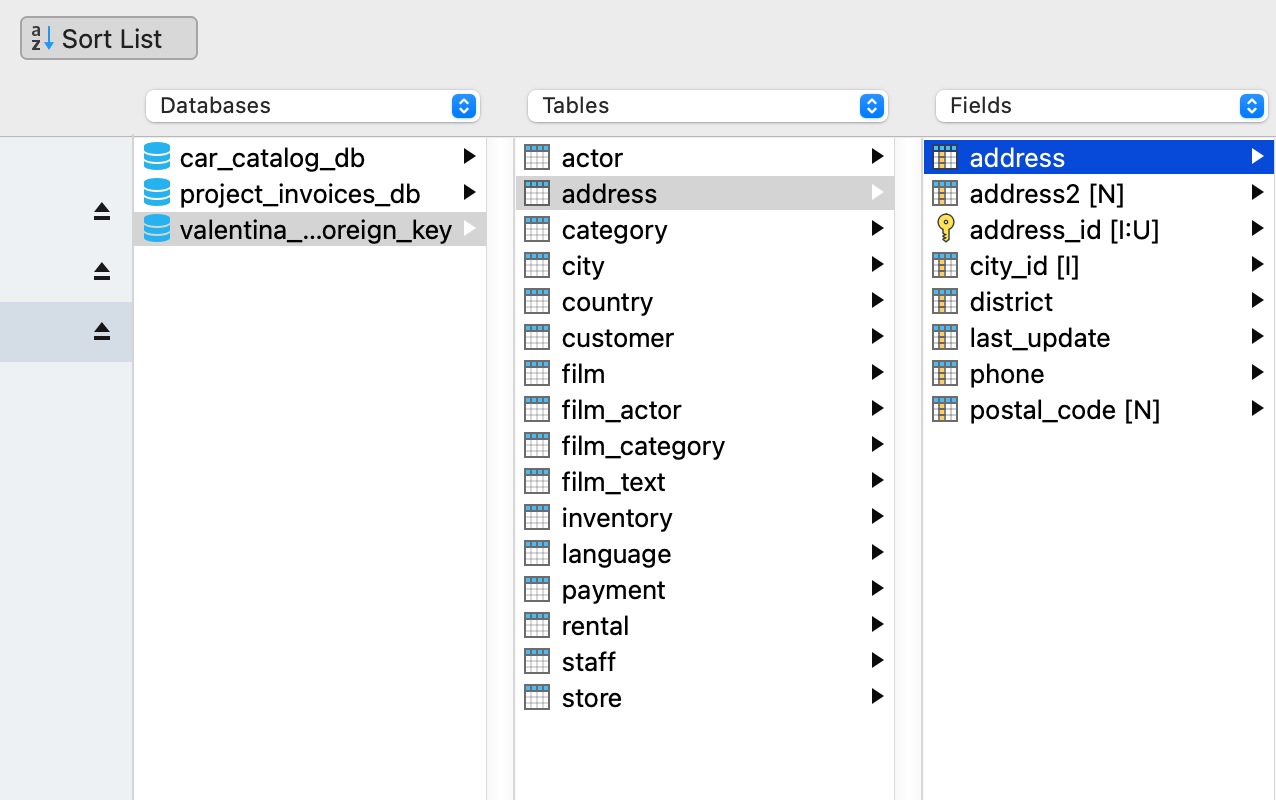 Sort List
Databases
Tables
Fields
car_catalog_db
project_invoices_db
valentina_...oreign_key
actor
address
category
city
country
customer
film
film_actor
film_category
film_text
inventory
language
payment
rental
staff
store
address
address2 [N]
address_id [I:U]
city_id [I]
district
last_update
phone
postal_code [N]